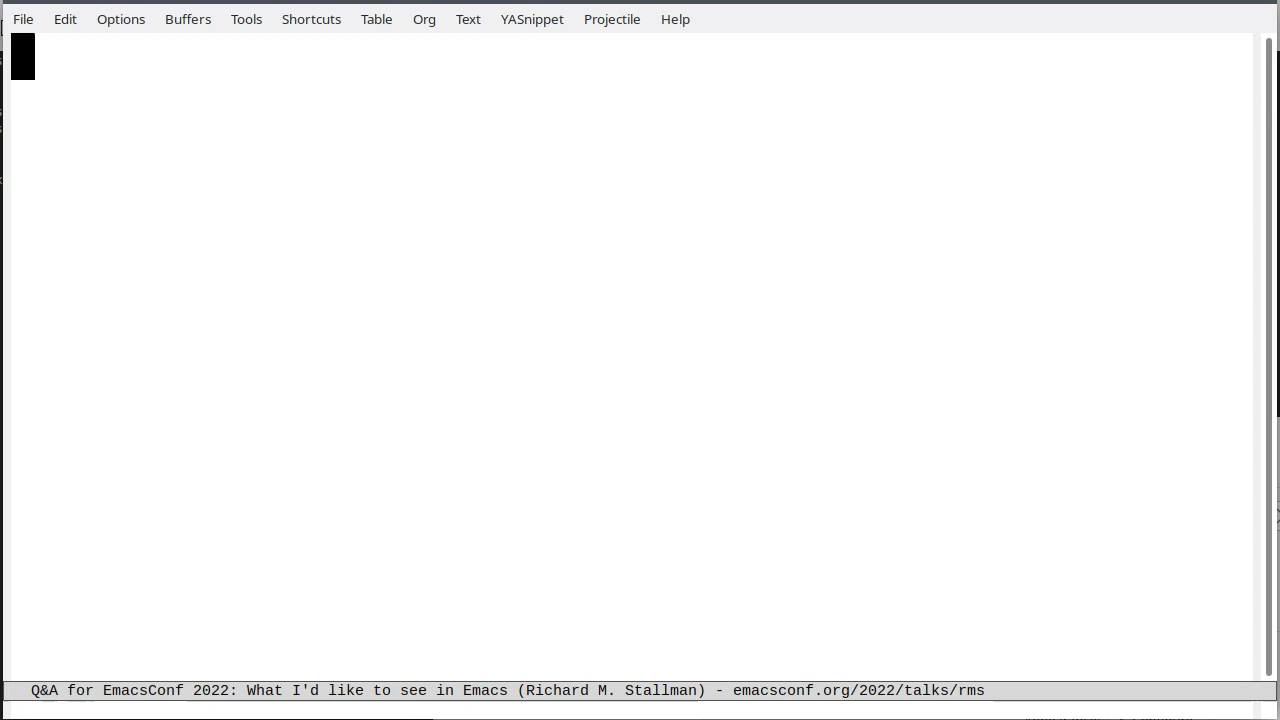 File Edit Options Buffers Tools Shortcuts Table Org Text YASnippet Projectile Help
Q&A for EmacsConf 2022: What I'd like to see in Emacs (Richard M. Stallman) - emacsconf.org/2022/talks/rms